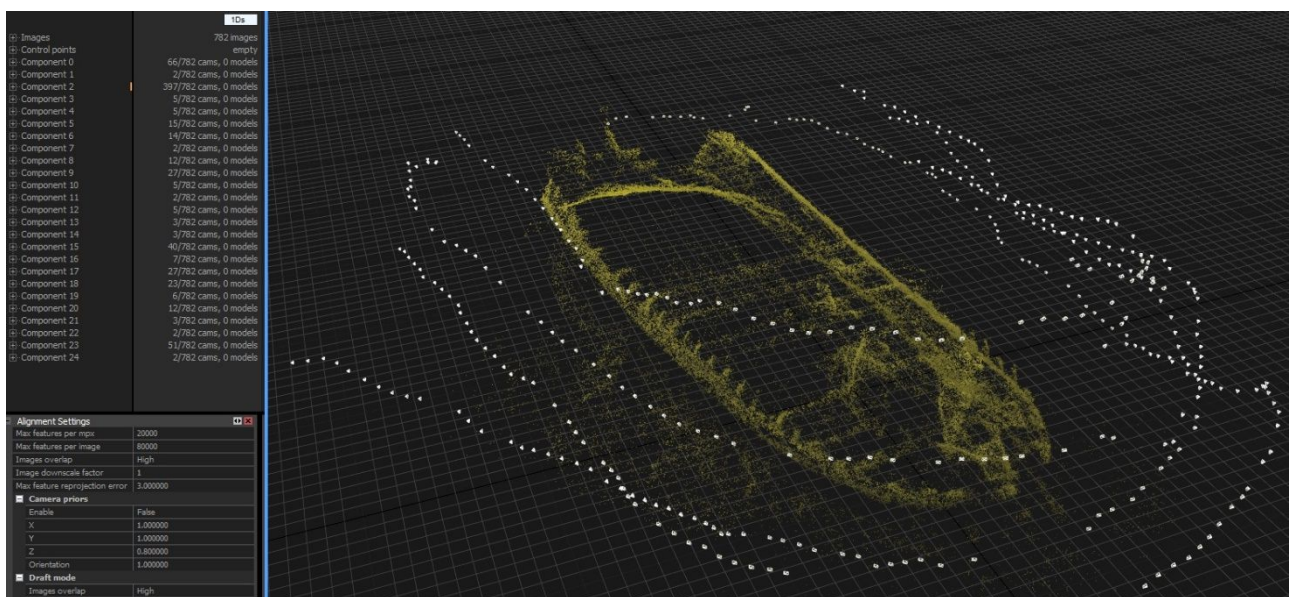 1Ds
Images 782 images
Control points empty
Component 0 66/782 cams, 0 models
Component 1 2/782 cams, 0 models
Component 2 397/782 cams, 0 models
Component 3 5/782 cams, 0 models
Component 4 5/782 cams, 0 models
Component 5 15/782 cams, 0 models
Component 6 14/782 cams, 0 models
Component 7 2/782 cams, 0 models
Component 8 12/782 cams, 0 models
Component 9 27/782 cams, 0 models
Component 10 5/782 cams, 0 models
Component 11 2/782 cams, 0 models
Component 12 5/782 cams, 0 models
Component 13 3/782 cams, 0 models
Component 14 3/782 cams, 0 models
Component 15 40/782 cams, 0 models
Component 16 7/782 cams, 0 models
Component 17 27/782 cams, 0 models
Component 18 23/782 cams, 0 models
Component 19 6/782 cams, 0 models
Component 20 12/782 cams, 0 models
Component 21 3/782 cams, 0 models
Component 22 2/782 cams, 0 models
Component 23 51/782 cams, 0 models
Component 24 2/782 cams, 0 models
Alignment Settings
Max features per mpx 20000
Max features per image 80000
Images overlap High
Image downscale factor 1
Max feature reprojection error 3.000000
Camera priors
Enable False
X 1.000000
Y 1.000000
Z 0.800000
Orientation 1.000000
Draft mode
Images overlap High